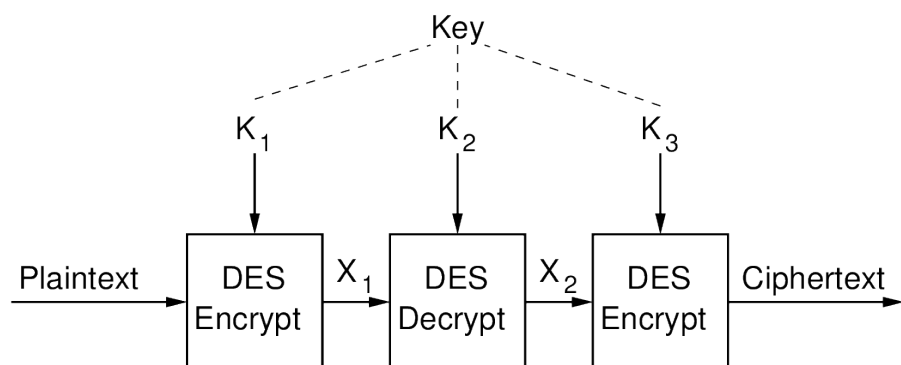 Key
K1 K2 K3
Plaintext DES Encrypt X1 DES Decrypt X2 DES Encrypt Ciphertext